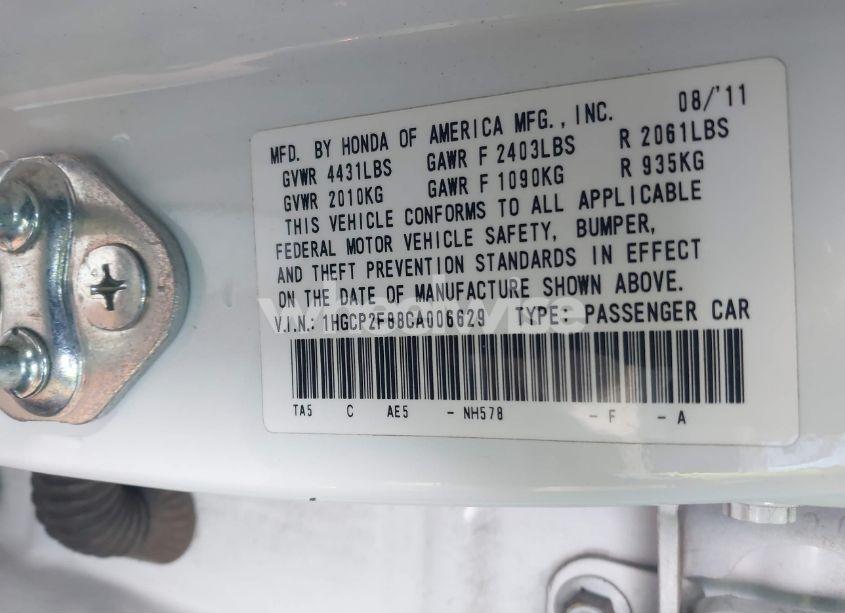 08/'11
MFD. BY HONDA OF AMERICA MFG., INC.
GVWR 4431LBS GAWR F 2403LBS R 2061LBS
GVWR 2010KG GAWR F 1090KG R 935KG
THIS VEHICLE CONFORMS TO ALL APPLICABLE
FEDERAL MOTOR VEHICLE SAFETY, BUMPER,
AND THEFT PREVENTION STANDARDS IN EFFECT
ON THE DATE OF MANUFACTURE SHOWN ABOVE.
V.I.N.: TYPE: PASSENGER CAR
TA5 C AE5 - NH578 - F - A